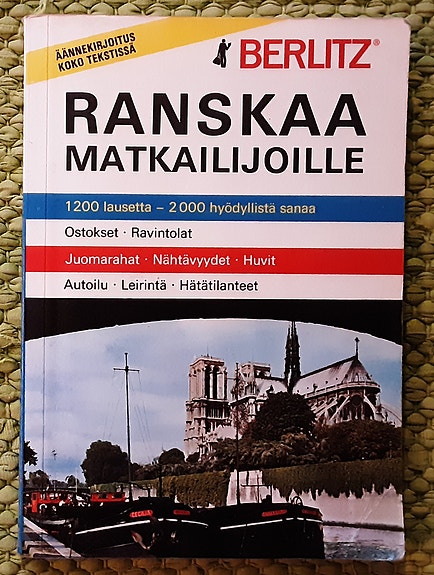 ÄÄNNEKIRJOITUS
KOKO TEKSTISSÄ
BERLITZ®
RANSKAA
MATKAILIJOILLE
1200 lausetta – 2000 hyödyllistä sanaa
Ostokset · Ravintolat
Juomarahat · Nähtävyydet · Huvit
Autoilu · Leirintä · Hätätilanteet